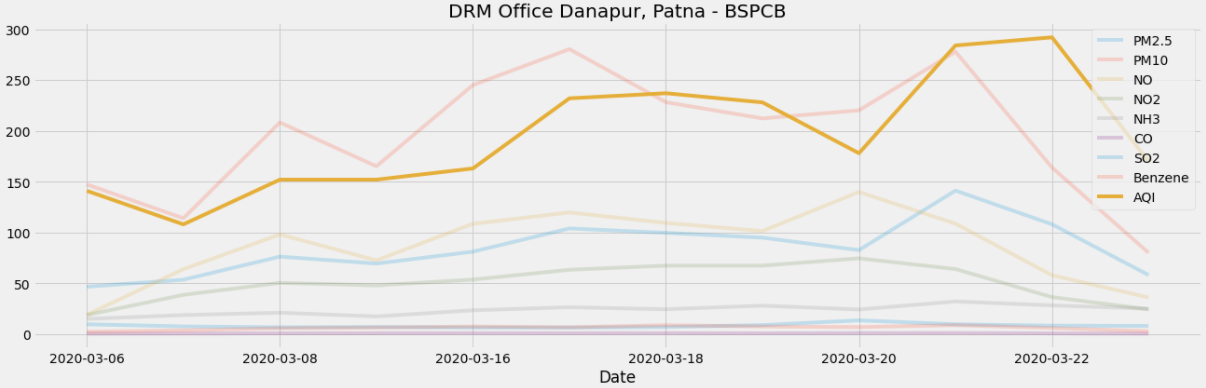 DRM Office Danapur, Patna - BSPCB
300
250
200
150
100
50
0
PM2.5
PM10
NO
NO2
NH3
CO
SO2
Benzene
AQI
2020-03-06
2020-03-08
2020-03-16
2020-03-18
2020-03-20
2020-03-22
Date